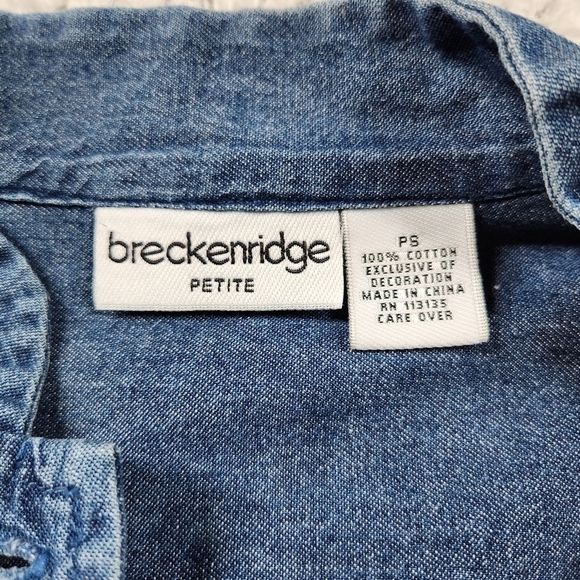 breckenridge
PETITE
PS
100% COTTON
EXCLUSIVE OF
DECORATION
MADE IN CHINA
RN 113135
CARE OVER